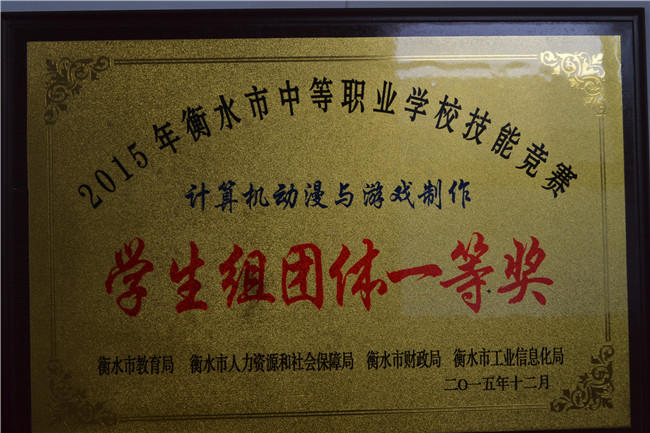 2015年衡水市中等职业学校技能竞赛
计算机动漫与游戏制作
学生组团体一等奖
衡水市教育局 衡水市人力资源和社会保障局 衡水市财政局 衡水市工业信息化局
二〇一五年十二月